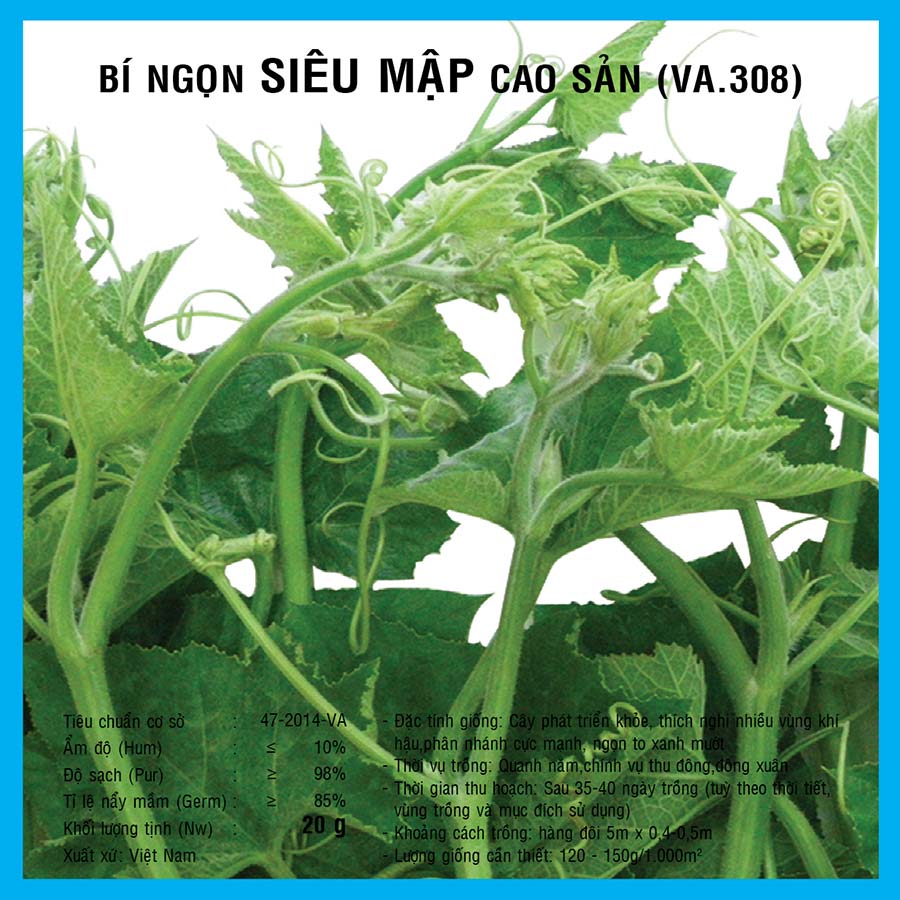 BÍ NGỌN SIÊU MẬP CAO SẢN (VA.308)
Tiêu chuẩn cơ sở : 47-2014-VA
Ẩm độ (Hum) : ≤ 10%
Độ sạch (Pur) : ≥ 98%
Tỉ lệ nẩy mầm (Germ) : ≥ 85%
Khối lượng tịnh (Nw) : 20 g
Xuất xứ: Việt Nam
- Đặc tính giống: Cây phát triển khỏe, thích nghi nhiều vùng khí
hậu,phân nhánh cực mạnh, ngọn to xanh mướt
- Thời vụ trồng: Quanh năm,chính vụ thu đông,đông xuân
- Thời gian thu hoạch: Sau 35-40 ngày trồng (tuỳ theo thời tiết,
vùng trồng và mục đích sử dụng)
- Khoảng cách trồng: hàng đôi 5m x 0,4-0,5m
- Lượng giống cần thiết: 120 - 150g/1.000m²